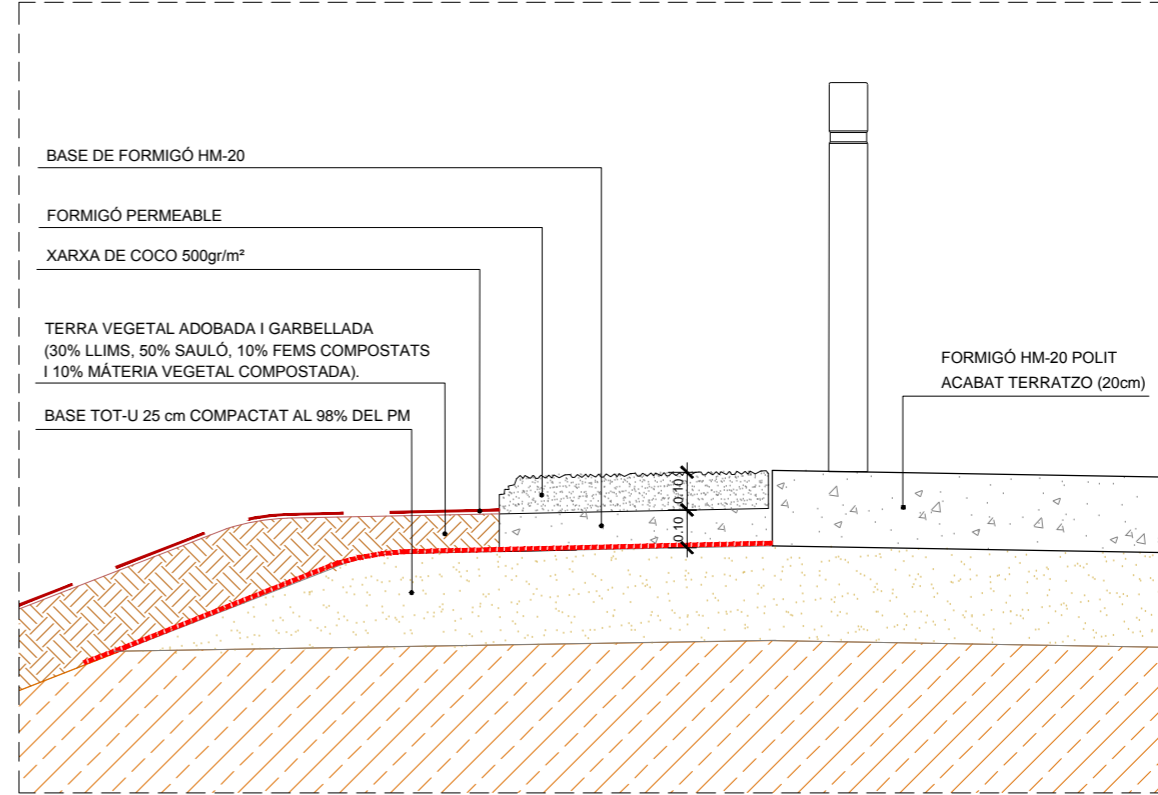 BASE DE FORMIGÓ HM-20
FORMIGÓ PERMEABLE
XARXA DE COCO 500gr/m²
TERRA VEGETAL ADOBADA I GARBELLADA
(30% LLIMS, 50% SAULÓ, 10% FEMS COMPOSTATS
I 10% MÁTERIA VEGETAL COMPOSTADA).
BASE TOT-U 25 cm COMPACTAT AL 98% DEL PM
FORMIGÓ HM-20 POLIT
ACABAT TERRATZO (20cm)
0.10
0.10